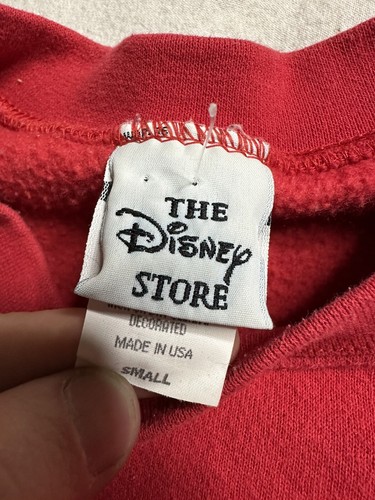 THE
Disney
STORE
DECORATED
MADE IN USA
SMALL